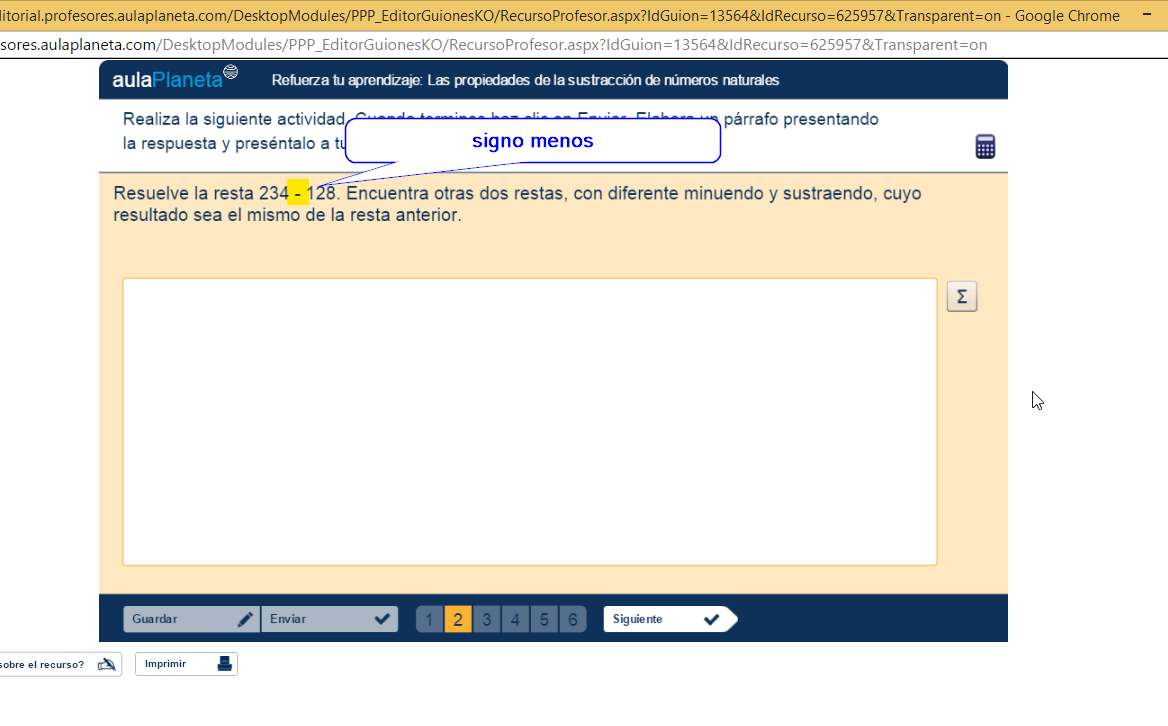 ditorial.profesores.aulaplaneta.com/DesktopModules/PPP_EditorGuionesKO/RecursoProfesor.aspx?IdGuion=13564&IdRecurso=625957&Transparent=on - Google Chrome
sores.aulaplaneta.com/DesktopModules/PPP_EditorGuionesKO/RecursoProfesor.aspx?IdGuion=13564&IdRecurso=625957&Transparent=on
aulaPlaneta Refuerza tu aprendizaje: Las propiedades de la sustracción de números naturales
Realiza la siguiente actividad. Cuando termines haz clic en Enviar. Elabora un párrafo presentando
la respuesta y preséntalo a tu
signo menos
Resuelve la resta 234 - 128. Encuentra otras dos restas, con diferente minuendo y sustraendo, cuyo
resultado sea el mismo de la resta anterior.
Σ
Guardar Enviar 1 2 3 4 5 6 Siguiente
sobre el recurso? Imprimir